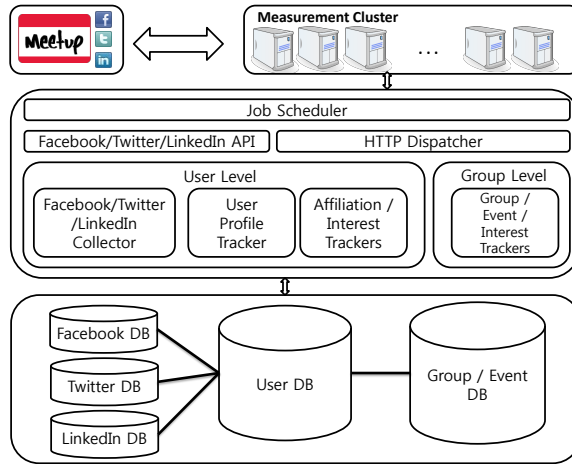 Meetup
f
t
in
Measurement Cluster
...
Job Scheduler
Facebook/Twitter/LinkedIn API
HTTP Dispatcher
User Level
Group Level
Facebook/Twitter
/LinkedIn
Collector
User
Profile
Tracker
Affiliation /
Interest
Trackers
Group /
Event /
Interest
Trackers
Facebook DB
Twitter DB
LinkedIn DB
User DB
Group / Event
DB